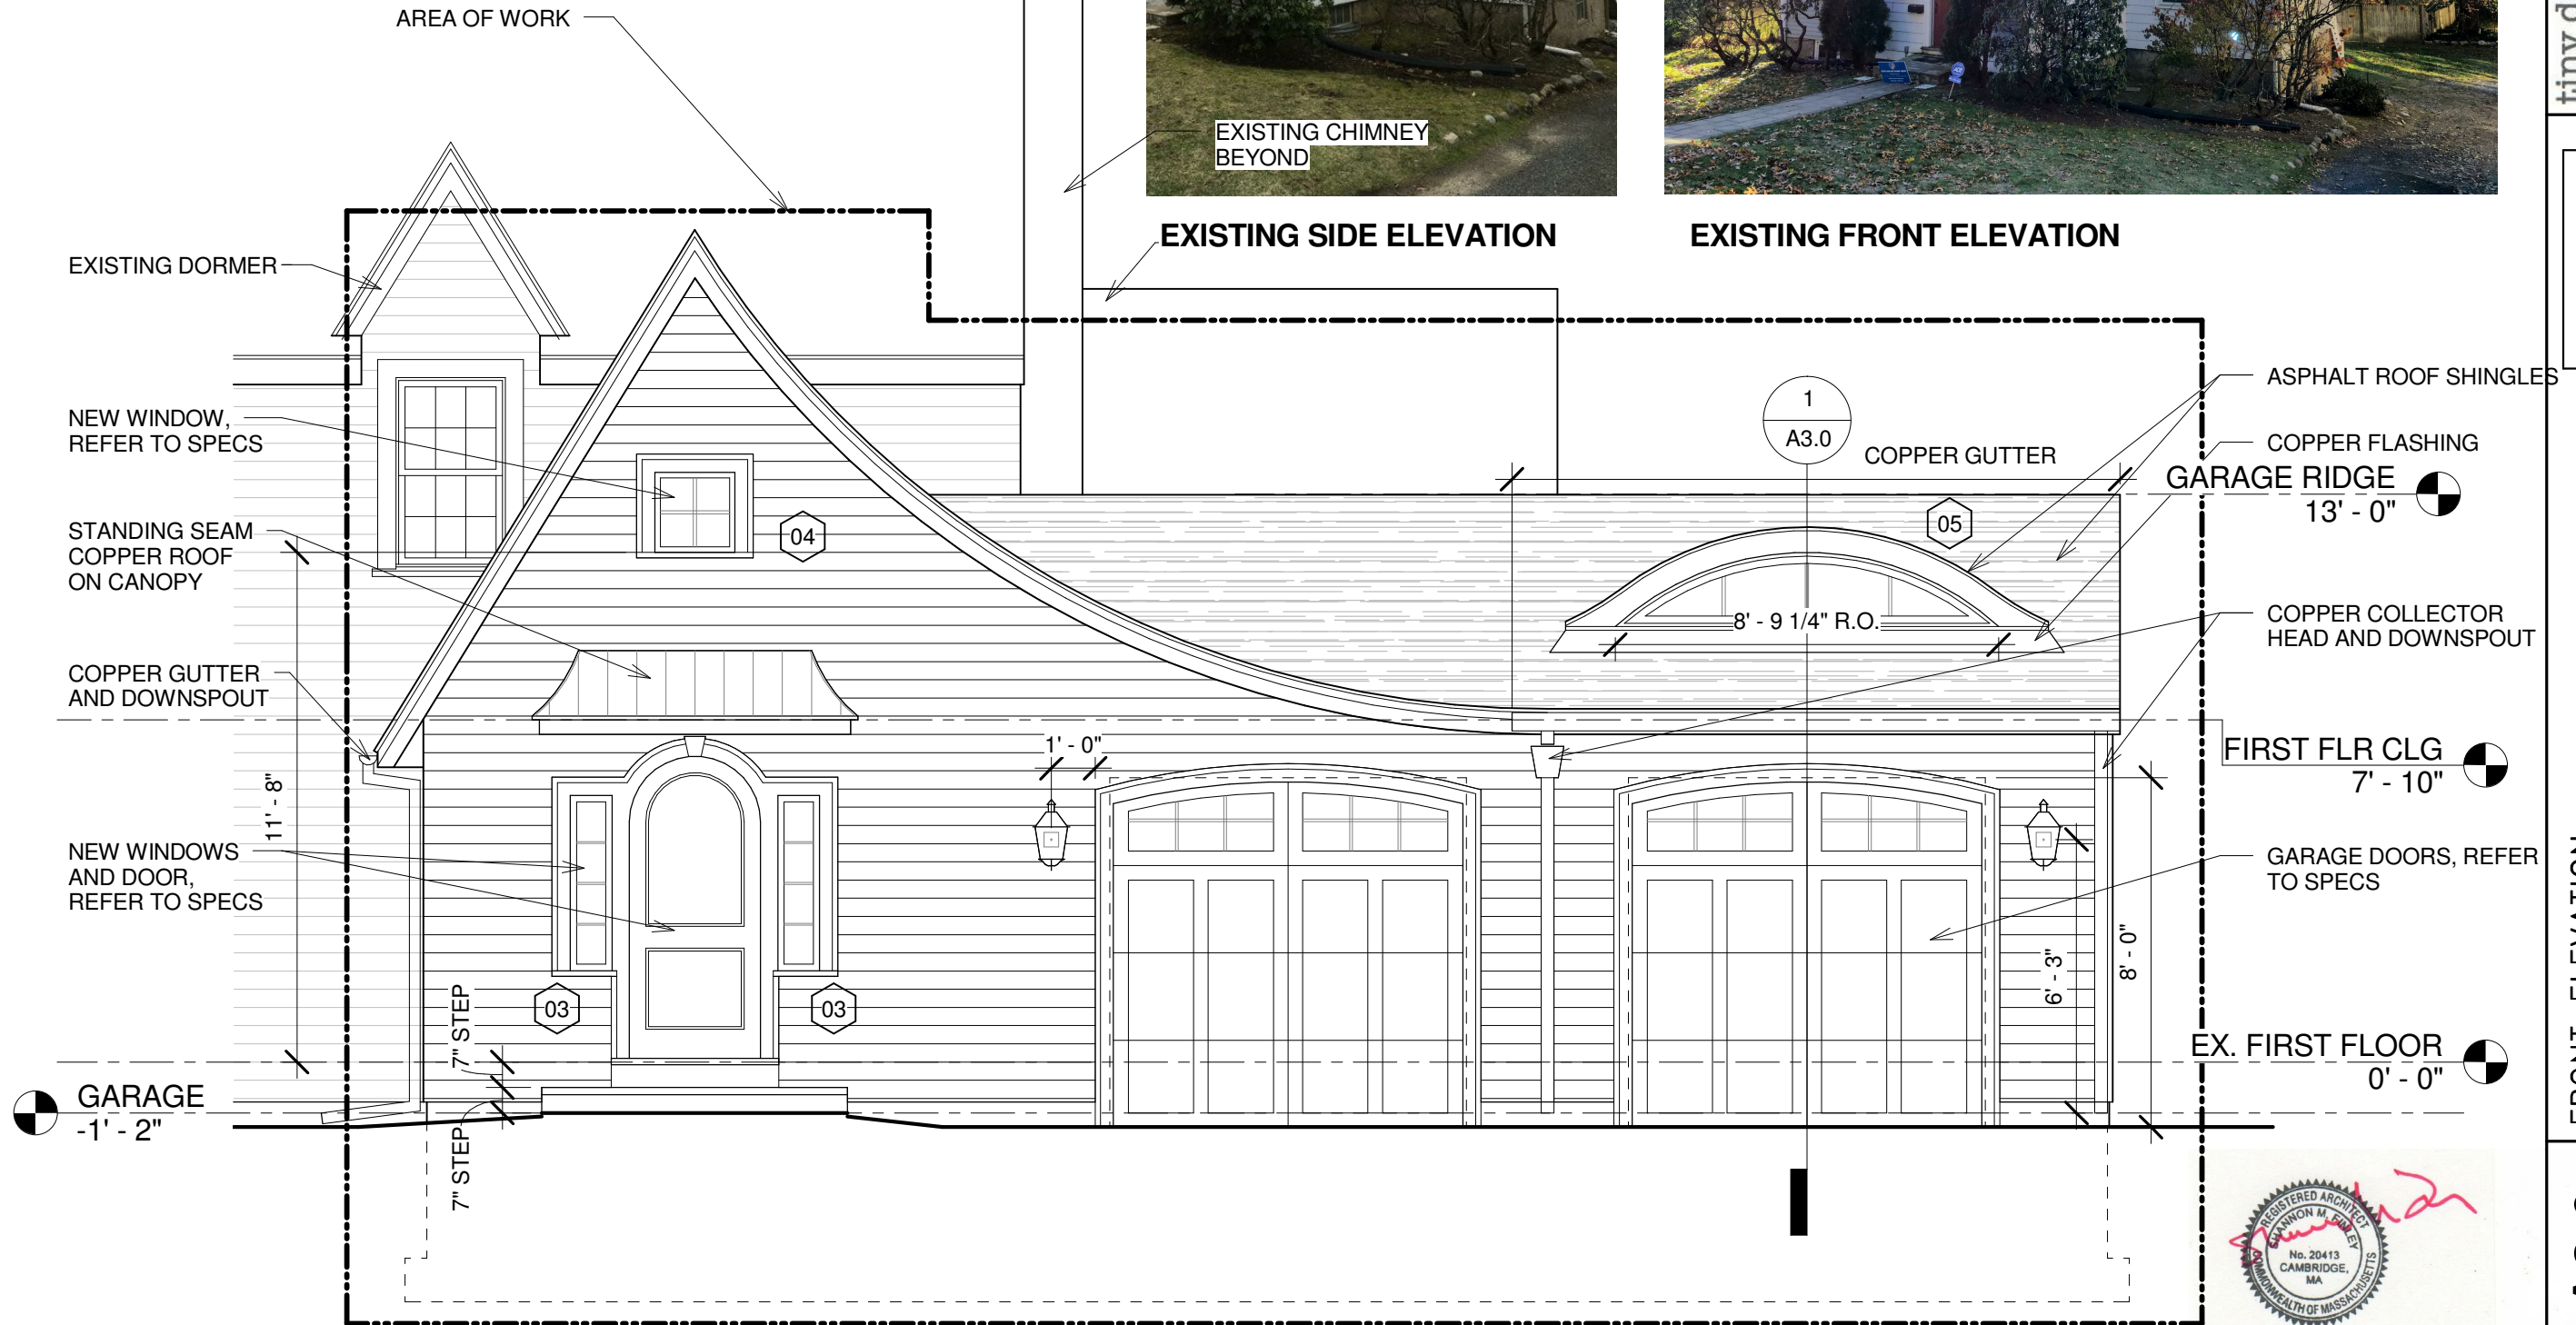 AREA OF WORK
EXISTING CHIMNEY
BEYOND
EXISTING SIDE ELEVATION
EXISTING FRONT ELEVATION
EXISTING DORMER
NEW WINDOW,
REFER TO SPECS
STANDING SEAM
COPPER ROOF
ON CANOPY
COPPER GUTTER
AND DOWNSPOUT
11' - 8"
NEW WINDOWS
AND DOOR,
REFER TO SPECS
GARAGE
-1' - 2"
7" STEP
7" STEP
03
03
04
1' - 0"
1
A3.0
COPPER GUTTER
05
8' - 9 1/4" R.O.
ASPHALT ROOF SHINGLES
COPPER FLASHING
GARAGE RIDGE
13' - 0"
COPPER COLLECTOR
HEAD AND DOWNSPOUT
FIRST FLR CLG
7' - 10"
GARAGE DOORS, REFER
TO SPECS
6' - 3"
8' - 0"
EX. FIRST FLOOR
0' - 0"
REGISTERED ARCHITECT
SHANNON M. FINLEY
No. 20413
CAMBRIDGE,
MA
COMMONWEALTH OF MASSACHUSETTS
FRONT ELEVATION
tiny d